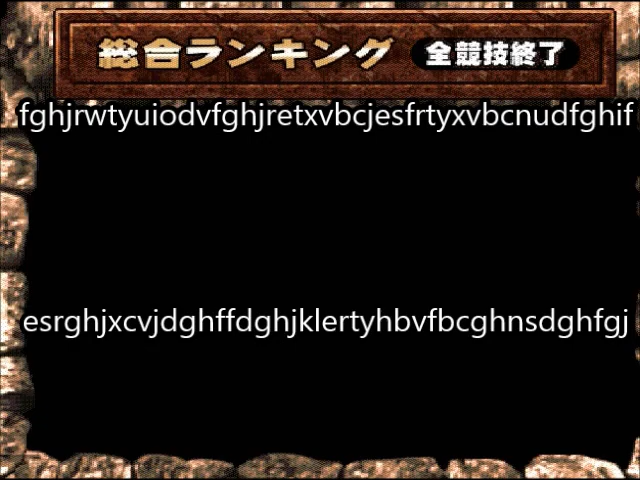 総合ランキング 全競技終了
fghjrwtyuiodvfghjretxvbcjesfrtyxvbcnudfghif
esrghjxcvjdghffdghjklertyhbvfbcghnsdghfgj